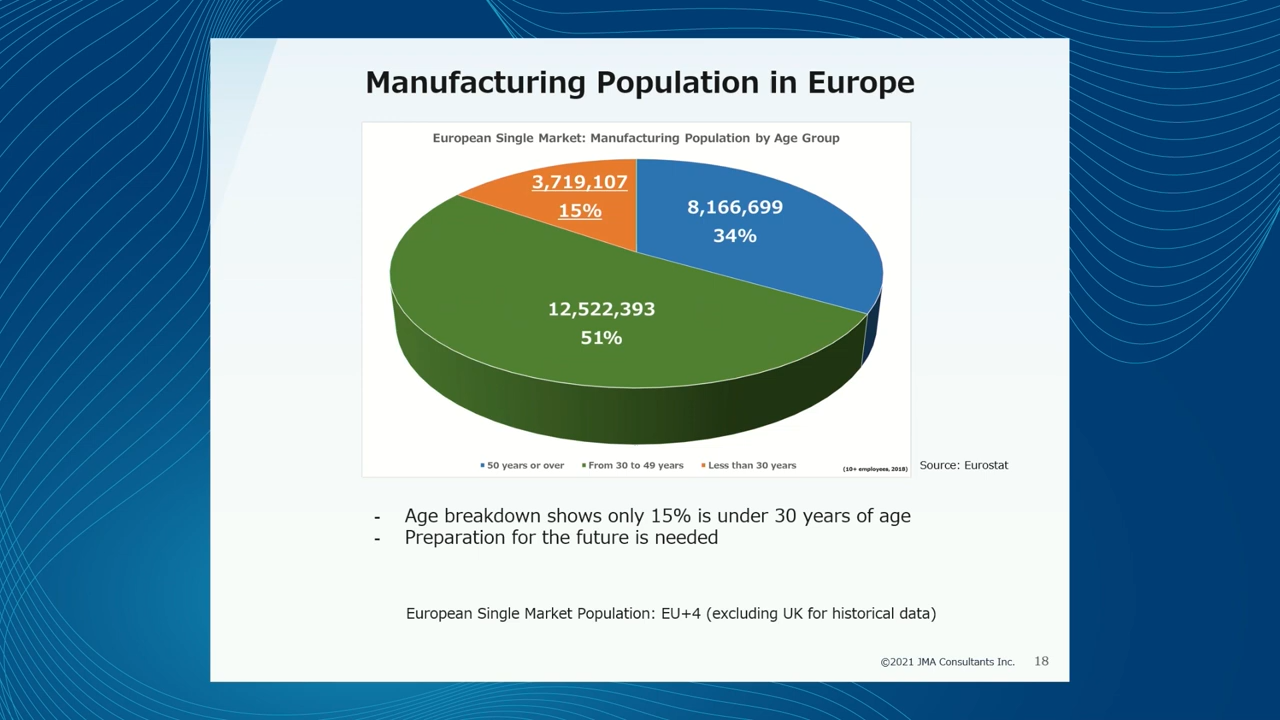 Manufacturing Population in Europe
European Single Market: Manufacturing Population by Age Group
3,719,107
15%
8,166,699
34%
12,522,393
51%
50 years or over From 30 to 49 years Less than 30 years
(10+ employees, 2018)
Source: Eurostat
- Age breakdown shows only 15% is under 30 years of age
- Preparation for the future is needed
European Single Market Population: EU+4 (excluding UK for historical data)
©2021 JMA Consultants Inc. 18